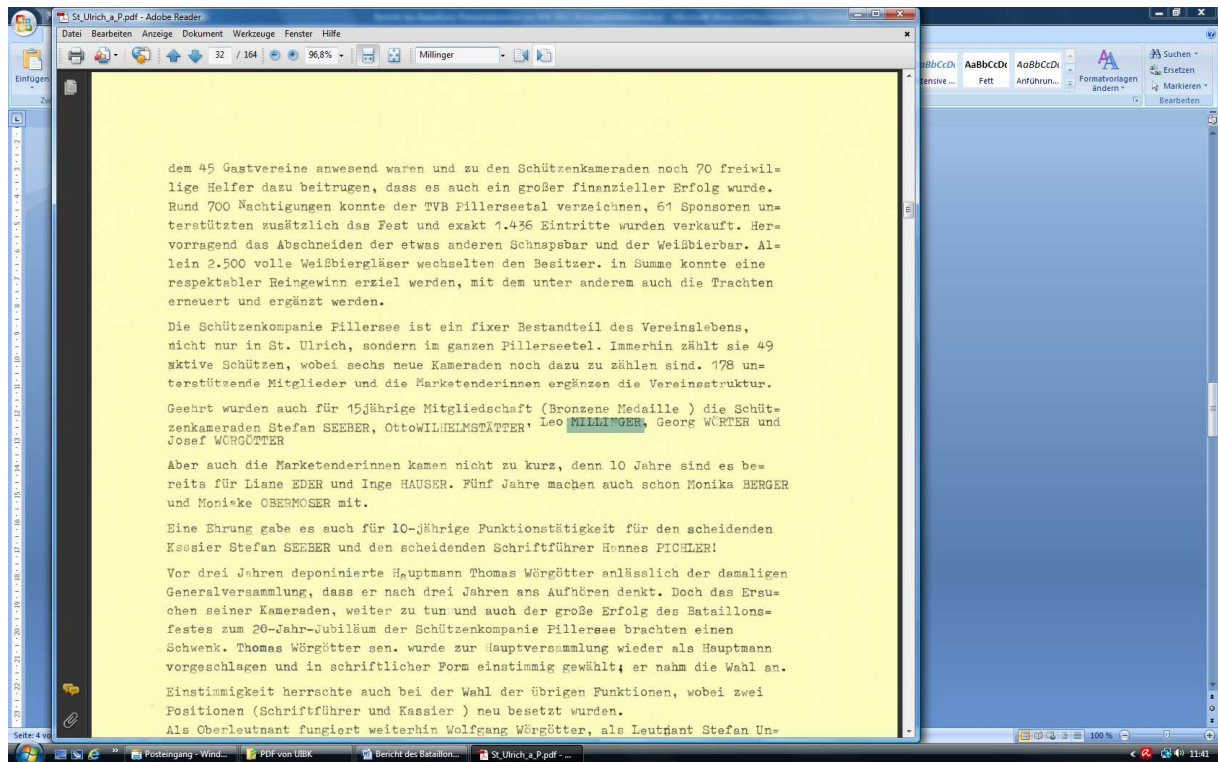 St_Ulrich_a_P.pdf - Adobe Reader
Datei Bearbeiten Anzeige Dokument Werkzeuge Fenster Hilfe
32 / 164 96,8% Millinger
Einfügen
AaBbCcDc AaBbCcDc
Fett Anführun...
Formatvorlagen ändern
Suchen
Ersetzen
Markieren
Bearbeiten
dem 45 Gastvereine anwesend waren und zu den Schützenkameraden noch 70 freiwil=
lige Helfer dazu beitrugen, dass es auch ein großer finanzieller Erfolg wurde.
Rund 700 Nachtigungen konnte der TVB Pillerseetal verzeichnen, 61 Sponsoren un=
terstützten zusätzlich das Fest und exakt 1.436 Eintritte wurden verkauft. Her=
vorragend das Abschneiden der etwas anderen Schnapsbar und der Weißbierbar. Al=
lein 2.500 volle Weißbiergläser wechselten den Besitzer. in Summe konnte eine
respektabler Reingewinn erziel werden, mit dem unter anderem auch die Trachten
erneuert und ergänzt werden.
Die Schützenkompanie Pillersee ist ein fixer Bestandteil des Vereinslebens,
nicht nur in St. Ulrich, sondern im ganzen Pillerseetel. Immerhin zählt sie 49
aktive Schützen, wobei sechs neue Kameraden noch dazu zu zählen sind. 178 un=
terstützende Mitglieder und die Marketenderinnen ergänzen die Vereinsstruktur.
Geehrt wurden auch für 15jährige Mitgliedschaft (Bronzene Medaille ) die Schüt=
zenkameraden Stefan SEEBER, OttoWILHELMSTÄTTER, Leo MILLINGER, Georg WÖRTER und
Josef WÖRGÖTTER
Aber auch die Marketenderinnen kamen nicht zu kurz, denn 10 Jahre sind es be=
reits für Liane EDER und Inge HAUSER. Fünf Jahre machen auch schon Monika BERGER
und Moniske OBERMOSER mit.
Eine Ehrung gabe es auch für 10-jährige Funktionstätigkeit für den scheidenden
Kassier Stefan SEEBER und den scheidenden Schriftführer Hannes PICHLER!
Vor drei Jahren deponinierte Hauptmann Thomas Wörgötter anlässlich der damaligen
Generalversammlung, dass er nach drei Jahren ans Aufhören denkt. Doch das Ersu=
chen seiner Kameraden, weiter zu tun und auch der große Erfolg des Bataillons=
festes zum 20-Jahr-Jubiläum der Schützenkompanie Pillersee brachten einen
Schwenk. Thomas Wörgötter sen. wurde zur Hauptversammlung wieder als Hauptmann
vorgeschlagen und in schriftlicher Form einstimmig gewählt; er nahm die Wahl an.
Einstimmigkeit herrschte auch bei der Wahl der übrigen Funktionen, wobei zwei
Positionen (Schriftführer und Kassier ) neu besetzt wurden.
Als Oberleutnant fungiert weiterhin Wolfgang Wörgötter, als Leutnant Stefan Un=
Seite: 4 vo
100 %
Posteingang - Wind... PDF von UIBK Bericht des Bataillon... St_Ulrich_a_P.pdf - ... 11:41